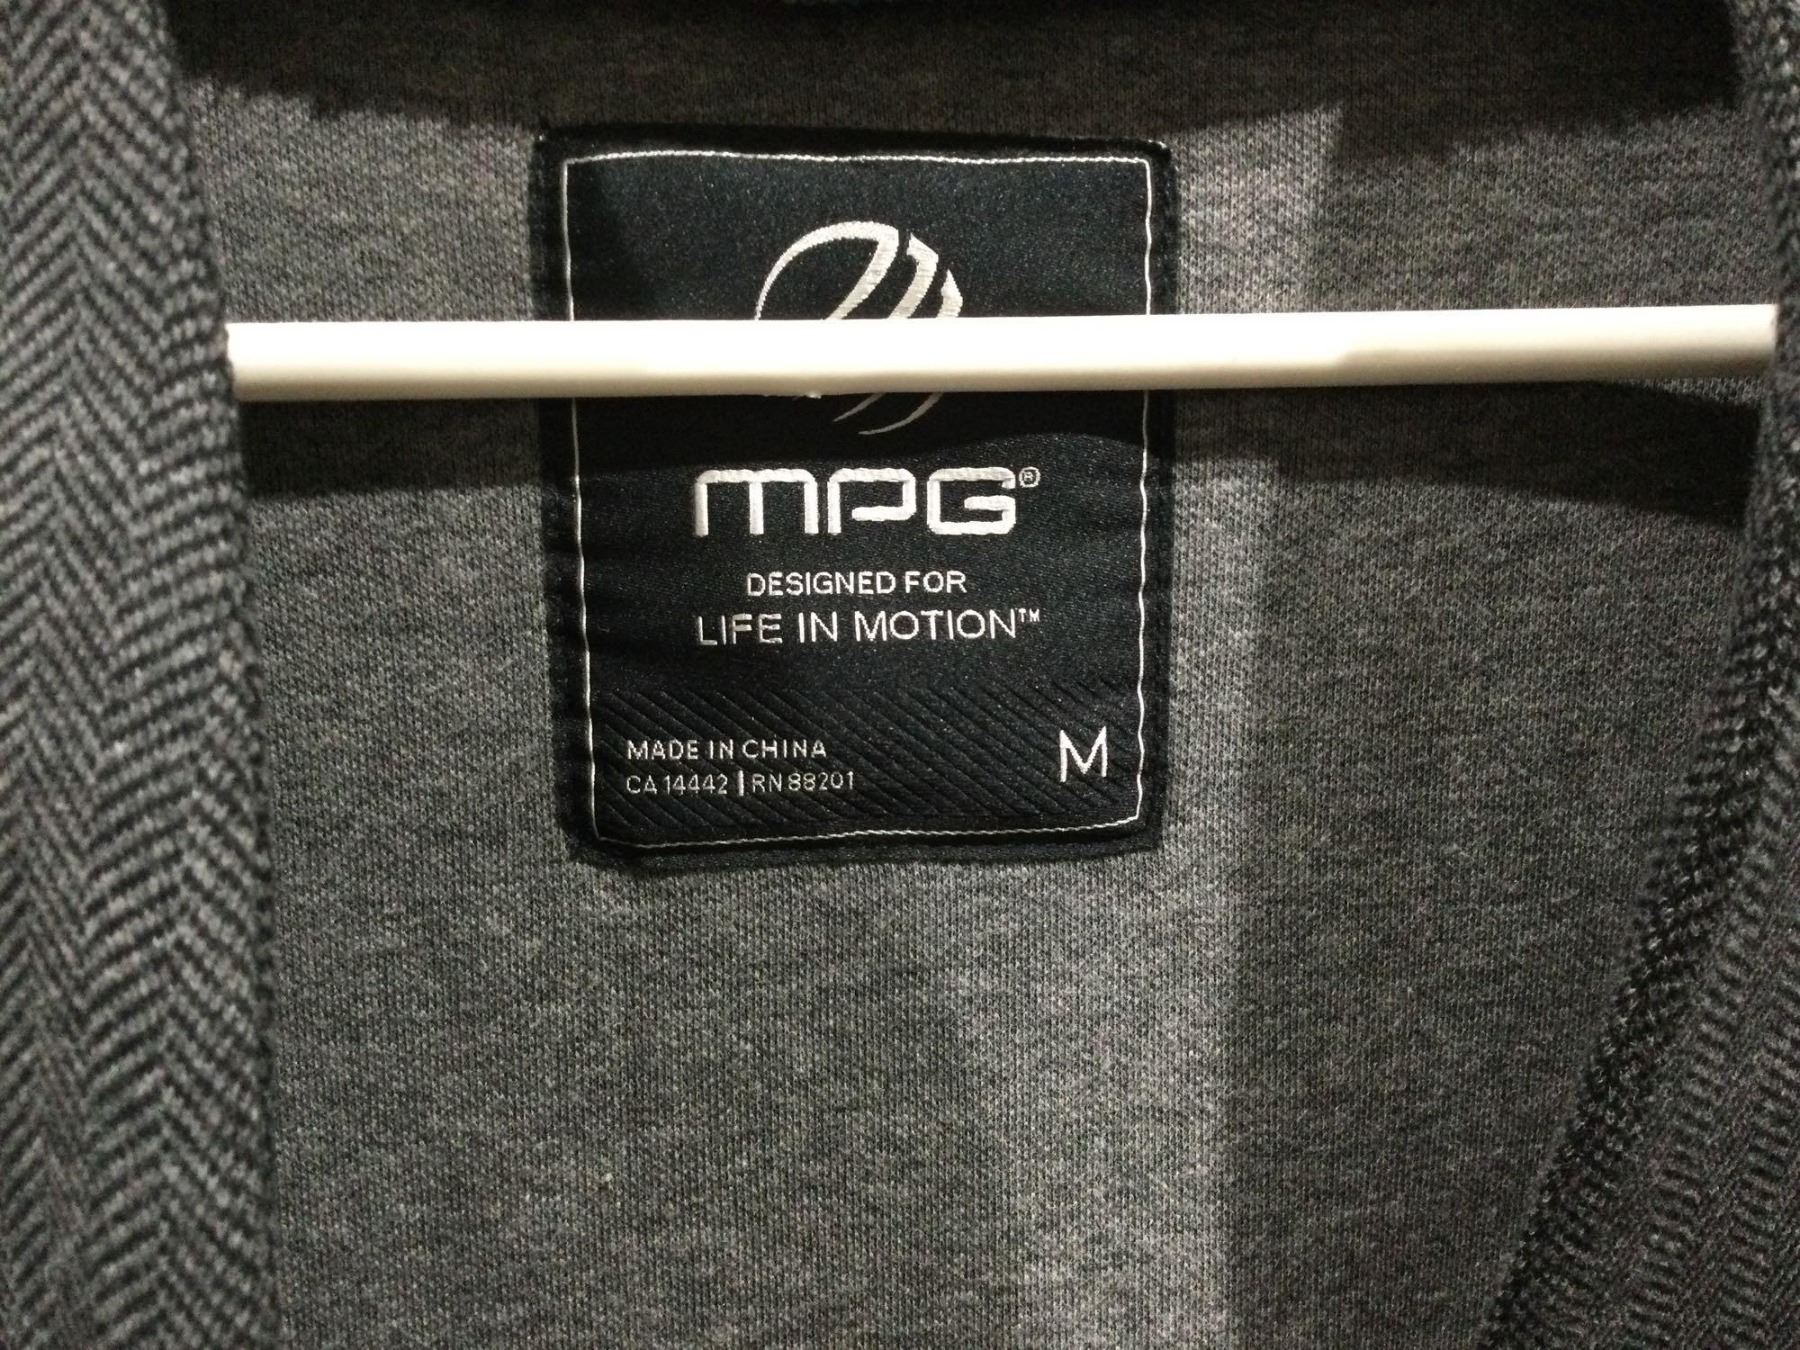 MPG®
DESIGNED FOR
LIFE IN MOTION™
MADE IN CHINA
CA 14442 | RN 88201
M